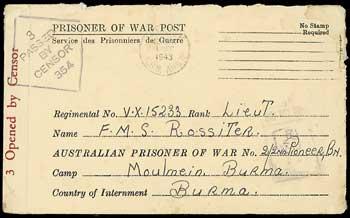 PRISONER OF WAR POST
Service des Prisonniers de Guerre
No Stamp
Required
3
PASSED
BY
CENSOR
354
1943
3 Opened by Censor
Regimental No. V.X.15233 Rank Lieut.
Name F.M.S. Rossiter.
AUSTRALIAN PRISONER OF WAR No. 2/2nd Pioneer Bn
Camp Moulmein, Burma.
Country of Internment Burma.